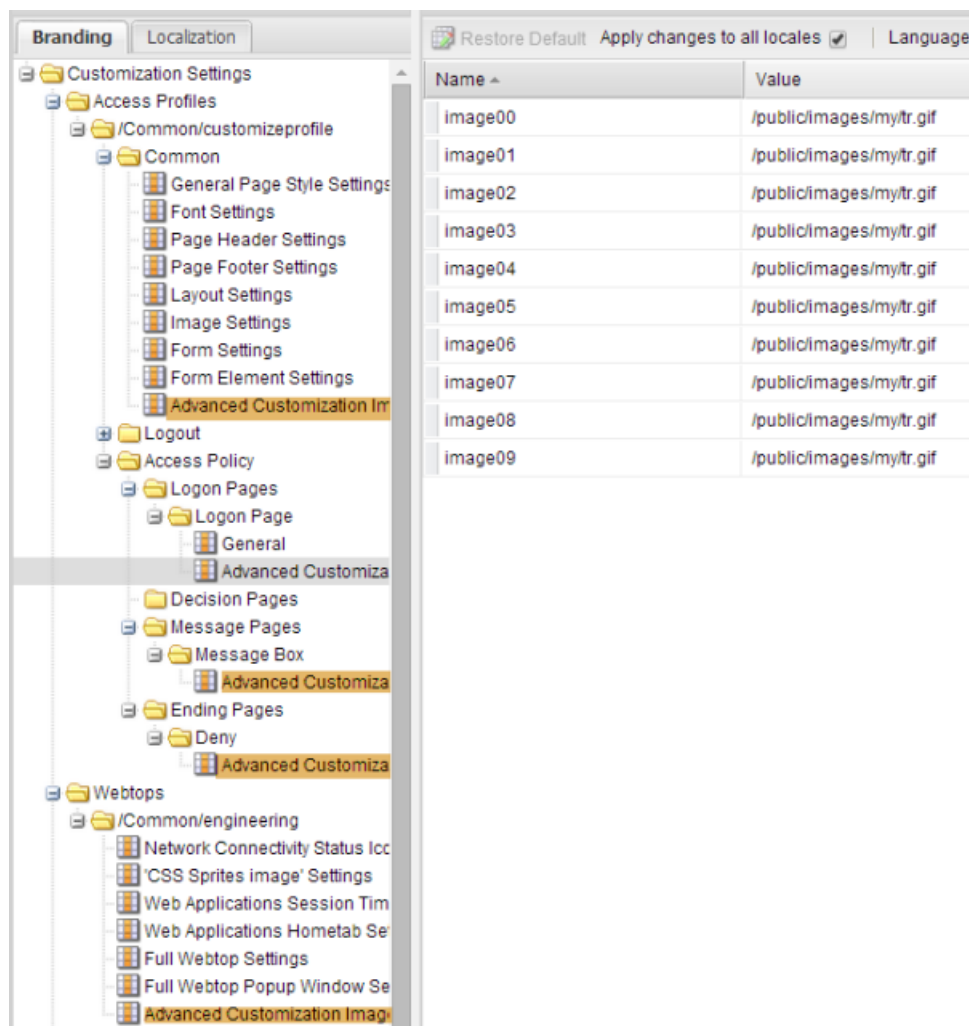 Branding Localization
Customization Settings
Access Profiles
/Common/customizeprofile
Common
General Page Style Settings
Font Settings
Page Header Settings
Page Footer Settings
Layout Settings
Image Settings
Form Settings
Form Element Settings
Advanced Customization Im
Logout
Access Policy
Logon Pages
Logon Page
General
Advanced Customiza
Decision Pages
Message Pages
Message Box
Advanced Customiza
Ending Pages
Deny
Advanced Customiza
Webtops
/Common/engineering
Network Connectivity Status Icc
'CSS Sprites image' Settings
Web Applications Session Tim
Web Applications Hometab Se
Full Webtop Settings
Full Webtop Popup Window Se
Advanced Customization Imag
Restore Default Apply changes to all locales Language
Name Value
image00 /public/images/my/tr.gif
image01 /public/images/my/tr.gif
image02 /public/images/my/tr.gif
image03 /public/images/my/tr.gif
image04 /public/images/my/tr.gif
image05 /public/images/my/tr.gif
image06 /public/images/my/tr.gif
image07 /public/images/my/tr.gif
image08 /public/images/my/tr.gif
image09 /public/images/my/tr.gif